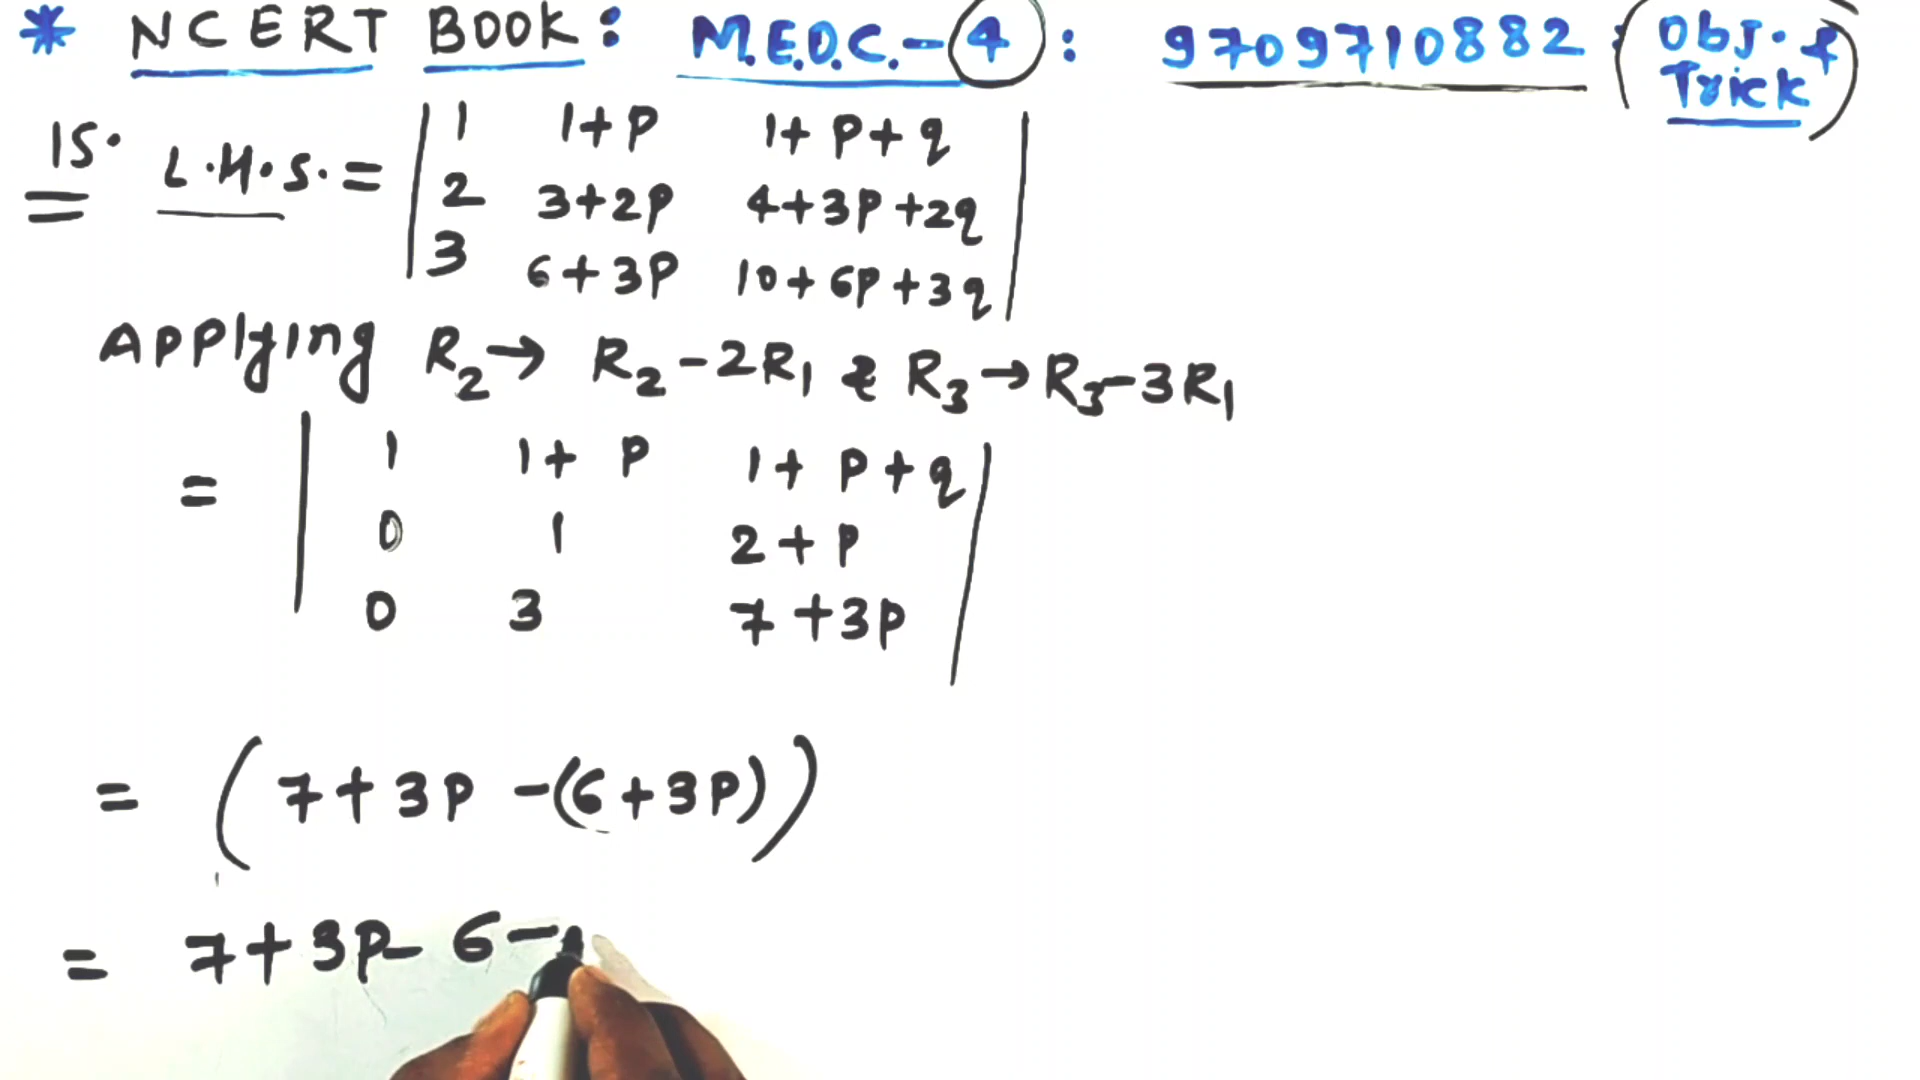 * NCERT BOOK: M.E.O.C.-4: 9709710882: (Obj. &
Trick)
15. L.H.S. = | 1 1+P 1+P+q |
2 3+2P 4+3P+2q
3 6+3P 10+6P+3q
Applying R2→ R2-2R1 & R3→R3-3R1
= | 1 1+P 1+P+q |
0 1 2+P
0 3 7+3P
= (7+3P-(6+3P))
= 7+3P-6-